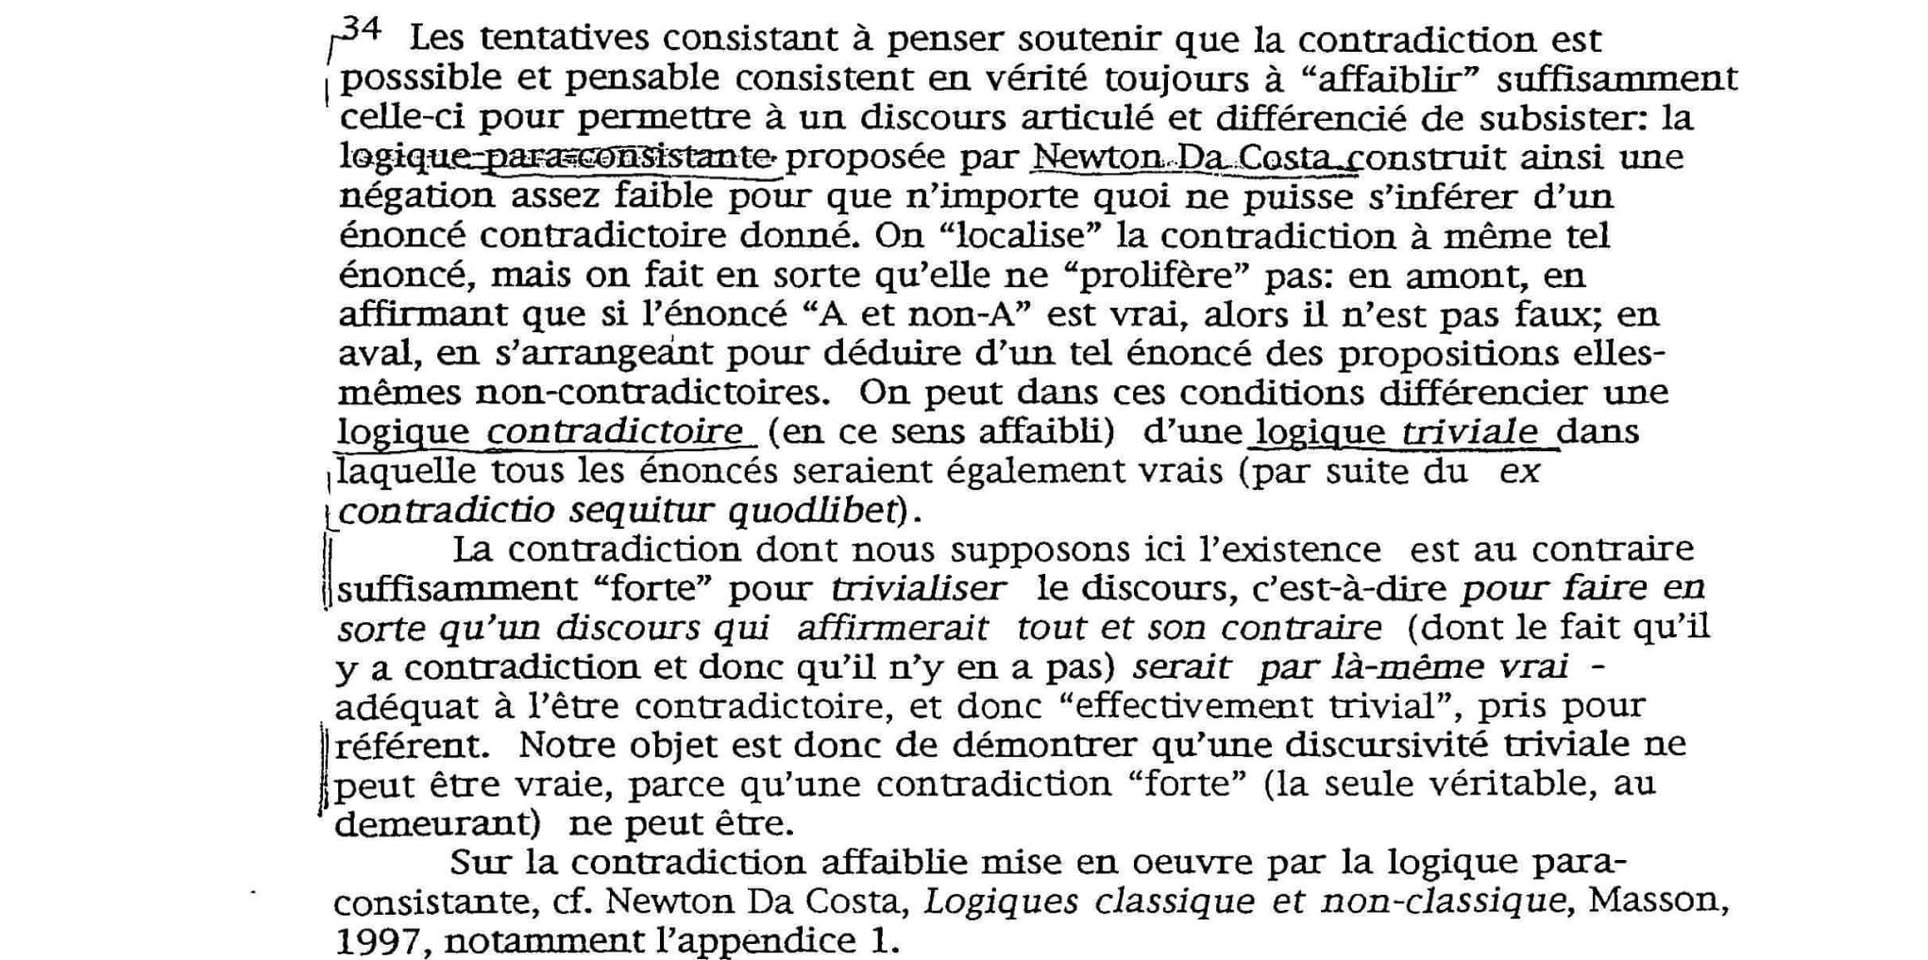 34 Les tentatives consistant à penser soutenir que la contradiction est
posssible et pensable consistent en vérité toujours à “affaiblir” suffisamment
celle-ci pour permettre à un discours articulé et différencié de subsister: la
logique para-consistante proposée par Newton Da Costa construit ainsi une
négation assez faible pour que n’importe quoi ne puisse s’inférer d’un
énoncé contradictoire donné. On “localise” la contradiction à même tel
énoncé, mais on fait en sorte qu’elle ne “prolifère” pas: en amont, en
affirmant que si l’énoncé “A et non-A” est vrai, alors il n’est pas faux; en
aval, en s’arrangeant pour déduire d’un tel énoncé des propositions elles-
mêmes non-contradictoires. On peut dans ces conditions différencier une
logique contradictoire (en ce sens affaibli) d’une logique triviale dans
laquelle tous les énoncés seraient également vrais (par suite du ex
contradictio sequitur quodlibet).
La contradiction dont nous supposons ici l’existence est au contraire
suffisamment “forte” pour trivialiser le discours, c’est-à-dire pour faire en
sorte qu’un discours qui affirmerait tout et son contraire (dont le fait qu’il
y a contradiction et donc qu’il n’y en a pas) serait par là-même vrai -
adéquat à l’être contradictoire, et donc “effectivement trivial”, pris pour
référent. Notre objet est donc de démontrer qu’une discursivité triviale ne
peut être vraie, parce qu’une contradiction “forte” (la seule véritable, au
demeurant) ne peut être.
Sur la contradiction affaiblie mise en oeuvre par la logique para-
consistante, cf. Newton Da Costa, Logiques classique et non-classique, Masson,
1997, notamment l’appendice 1.